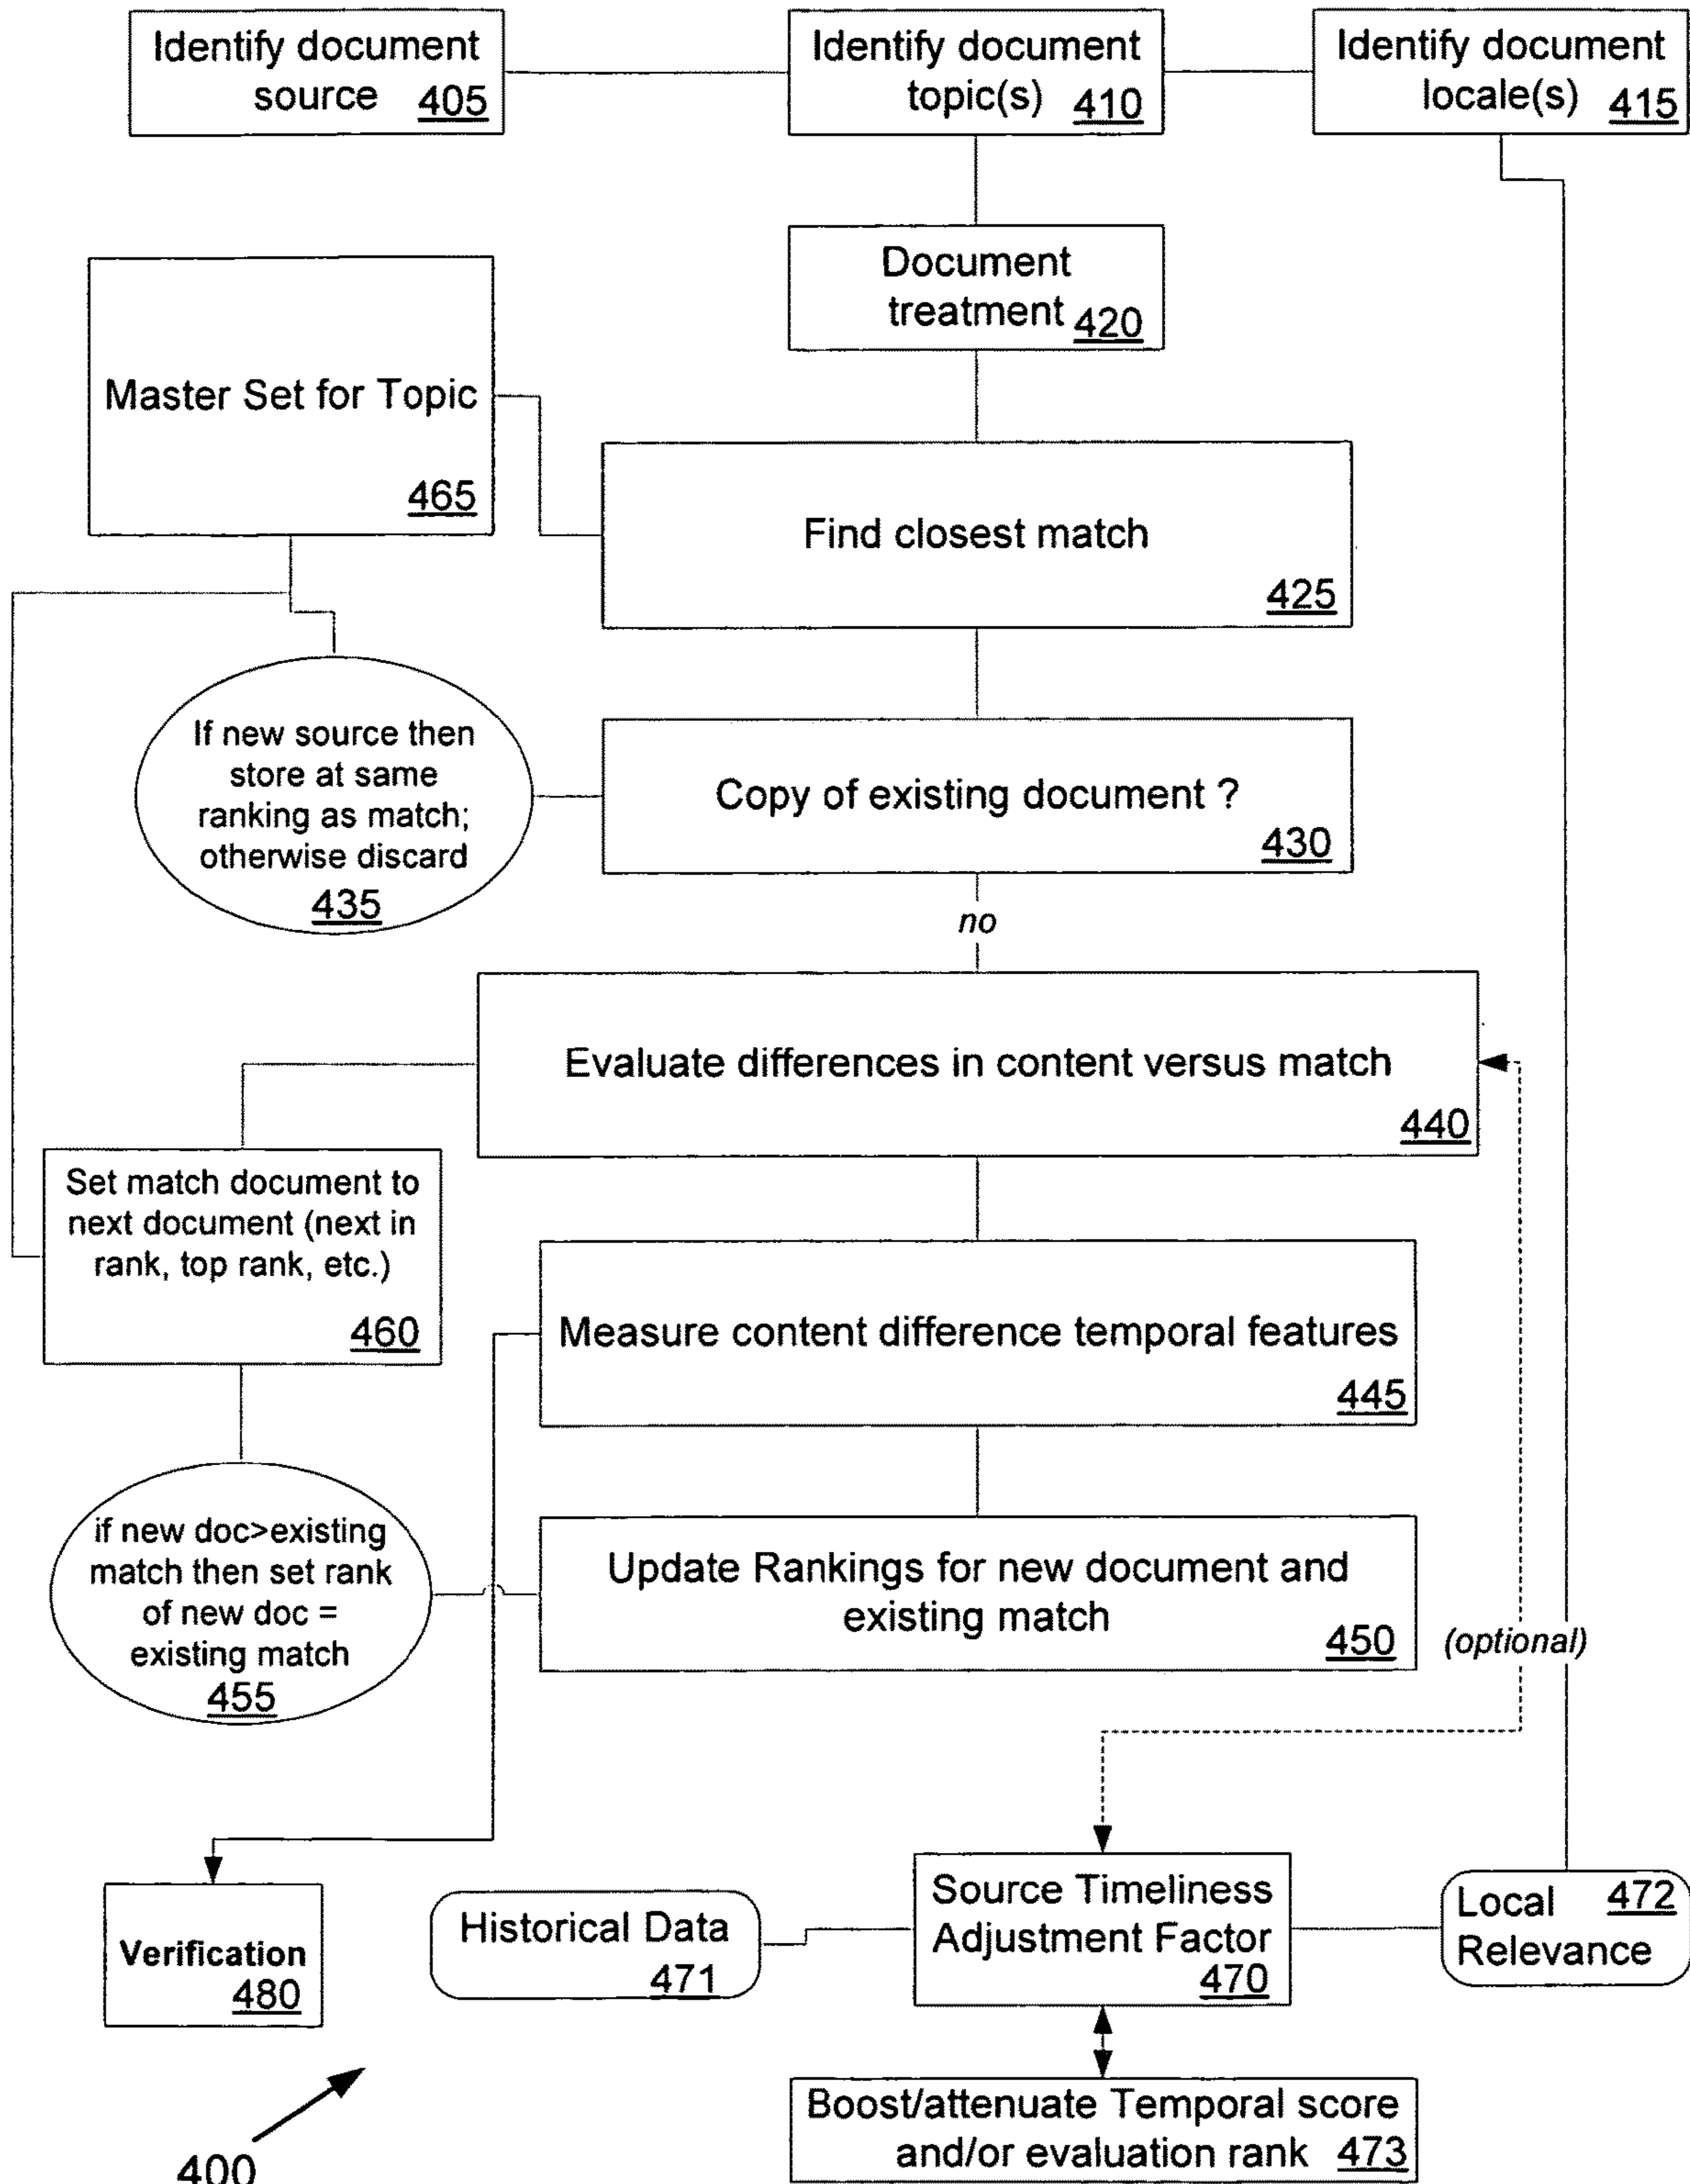 Identify document
source 405
Identify document
topic(s) 410
Identify document
locale(s) 415
Document
treatment 420
Master Set for Topic
465
Find closest match
425
If new source then
store at same
ranking as match;
otherwise discard
435
Copy of existing document ?
430
no
Evaluate differences in content versus match
440
Set match document to
next document (next in
rank, top rank, etc.)
460
Measure content difference temporal features
445
if new doc>existing
match then set rank
of new doc =
existing match
455
Update Rankings for new document and
existing match
450
(optional)
Verification
480
Historical Data
471
Source Timeliness
Adjustment Factor
470
Local 472
Relevance
Boost/attenuate Temporal score
and/or evaluation rank 473
400